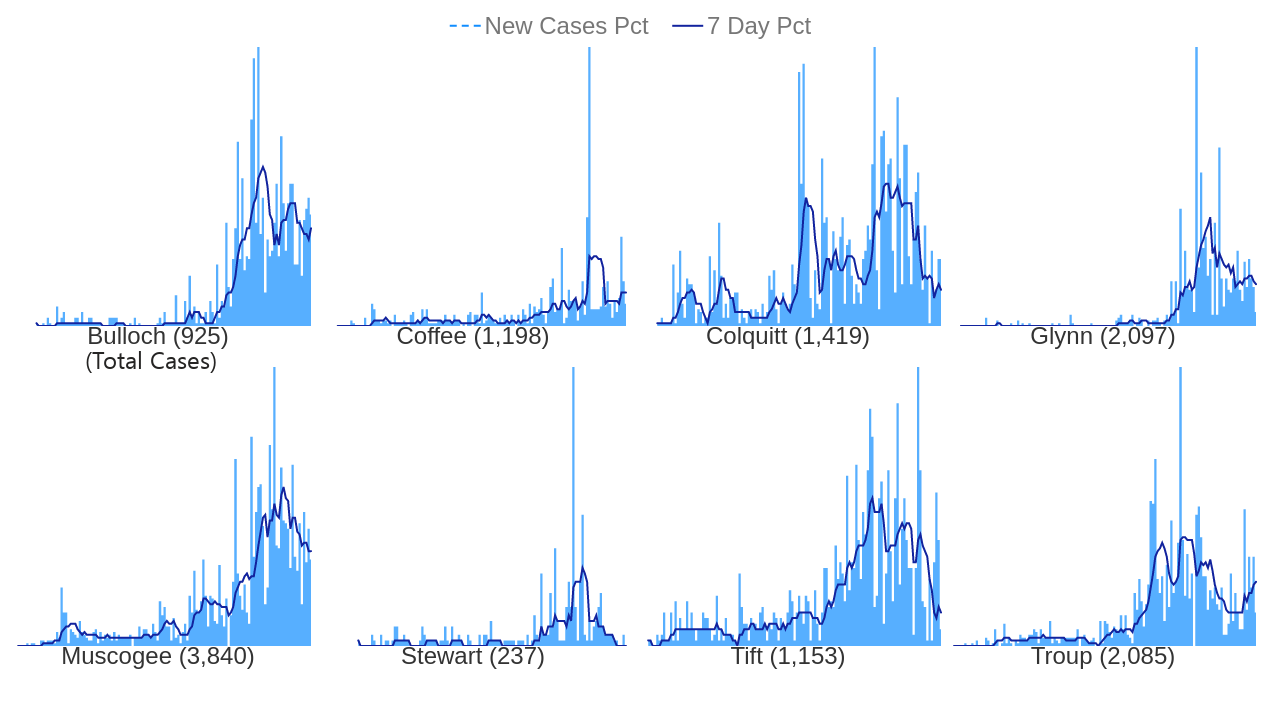 New Cases Pct 7 Day Pct
Bulloch (925)
(Total Cases)
Coffee (1,198)
Colquitt (1,419)
Glynn (2,097)
Muscogee (3,840)
Stewart (237)
Tift (1,153)
Troup (2,085)